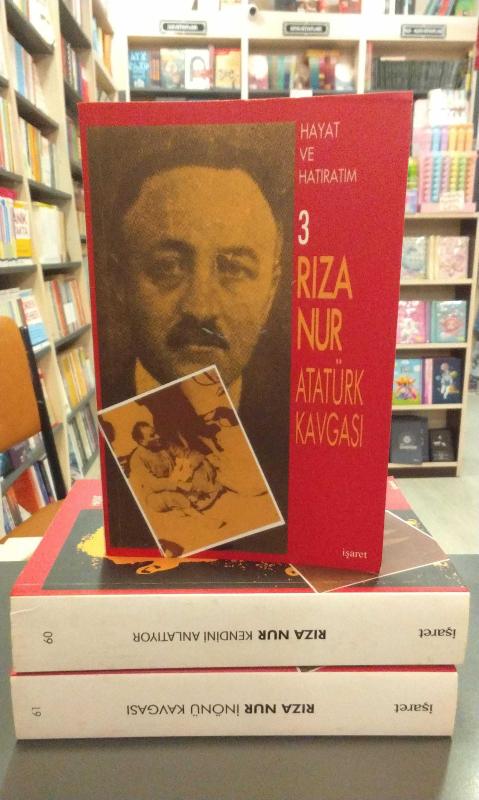 HAYAT
VE
HATIRATIM
3
RIZA
NUR
ATATÜRK
KAVGASI
işaret
60
RIZA NUR KENDİNİ ANLATIYOR
işaret
61
RIZA NUR İNÖNÜ KAVGASI
işaret